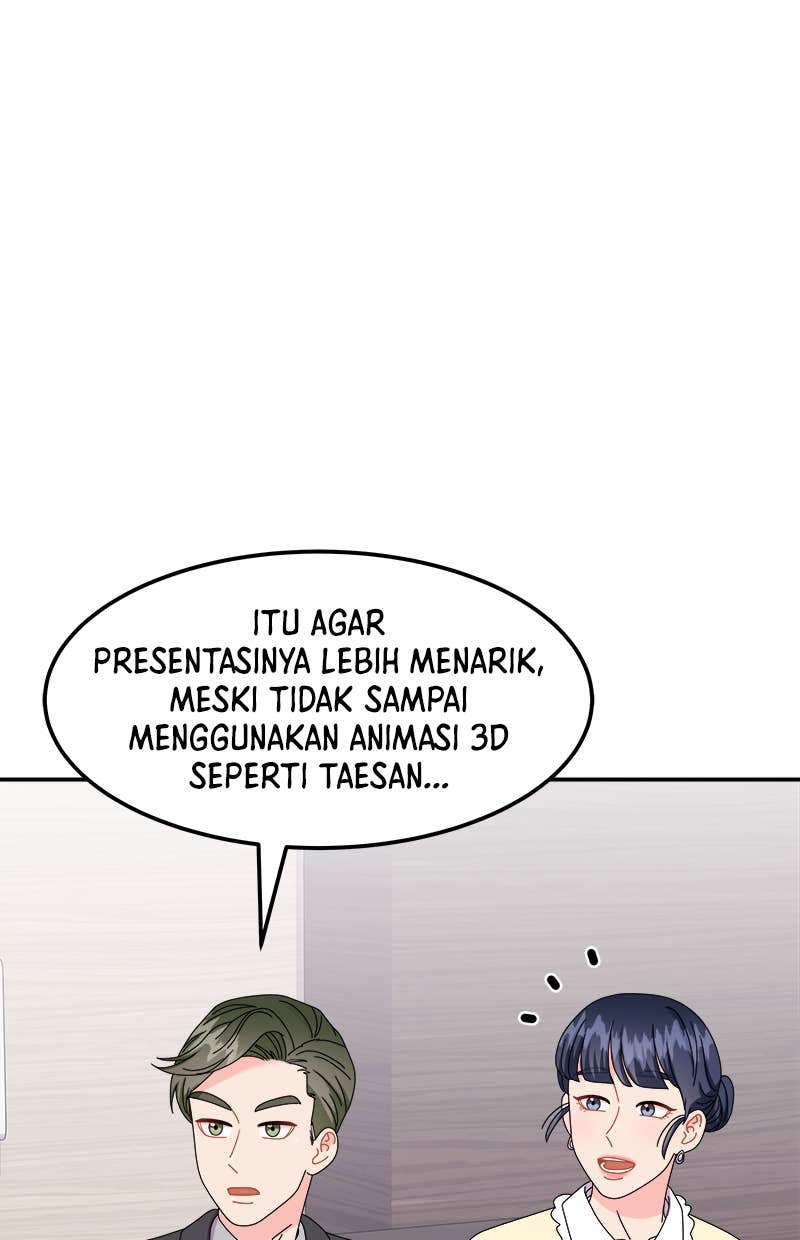 ITU AGAR
PRESENTASINYA LEBIH MENARIK,
MESKI TIDAK SAMPAI
MENGGUNAKAN ANIMASI 3D
SEPERTI TAESAN...